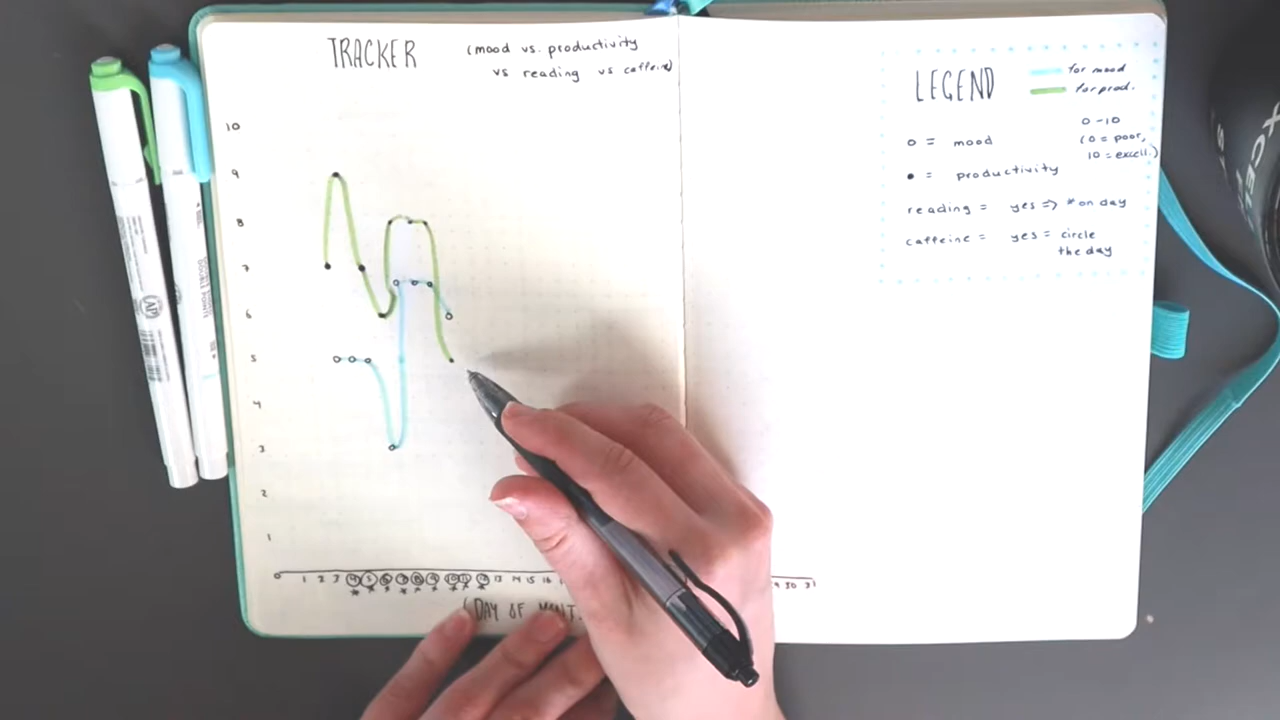 TRACKER
(mood vs. productivity
vs reading vs caffeine)
10
9
8
7
6
5
4
3
2
1
0 1 2 3 4 5 6 7 8 9 10 11 12 13 14 15 16
30 31
(DAY OF MONT
LEGEND
for mood
for prod.
o = mood
0-10
(0 = poor,
10 = excell.)
• = productivity
reading = yes => * on day
caffeine = yes = circle
the day